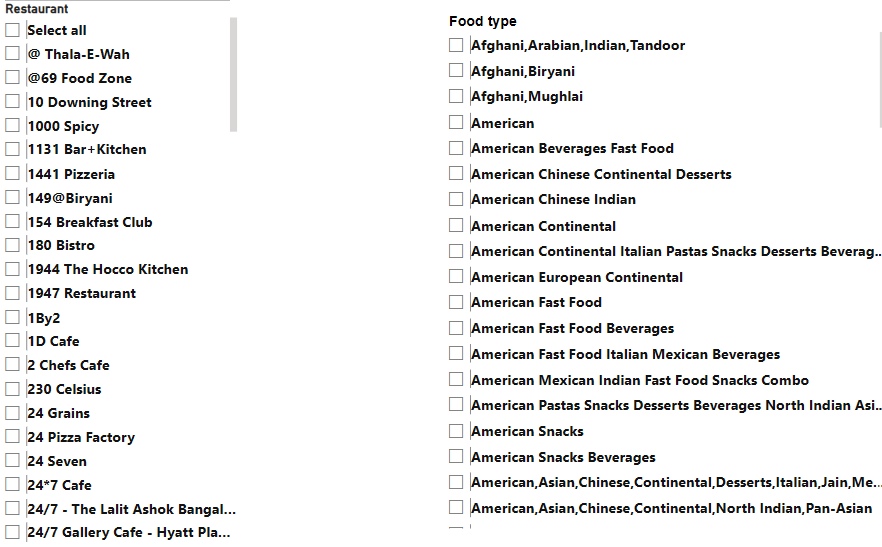 Restaurant
Select all
@ Thala-E-Wah
@69 Food Zone
10 Downing Street
1000 Spicy
1131 Bar+Kitchen
1441 Pizzeria
149@Biryani
154 Breakfast Club
180 Bistro
1944 The Hocco Kitchen
1947 Restaurant
1By2
1D Cafe
2 Chefs Cafe
230 Celsius
24 Grains
24 Pizza Factory
24 Seven
24*7 Cafe
24/7 - The Lalit Ashok Bangal...
24/7 Gallery Cafe - Hyatt Pla...
Food type
Afghani,Arabian,Indian,Tandoor
Afghani,Biryani
Afghani,Mughlai
American
American Beverages Fast Food
American Chinese Continental Desserts
American Chinese Indian
American Continental
American Continental Italian Pastas Snacks Desserts Beverag...
American European Continental
American Fast Food
American Fast Food Beverages
American Fast Food Italian Mexican Beverages
American Mexican Indian Fast Food Snacks Combo
American Pastas Snacks Desserts Beverages North Indian Asi...
American Snacks
American Snacks Beverages
American,Asian,Chinese,Continental,Desserts,Italian,Jain,Me...
American,Asian,Chinese,Continental,North Indian,Pan-Asian